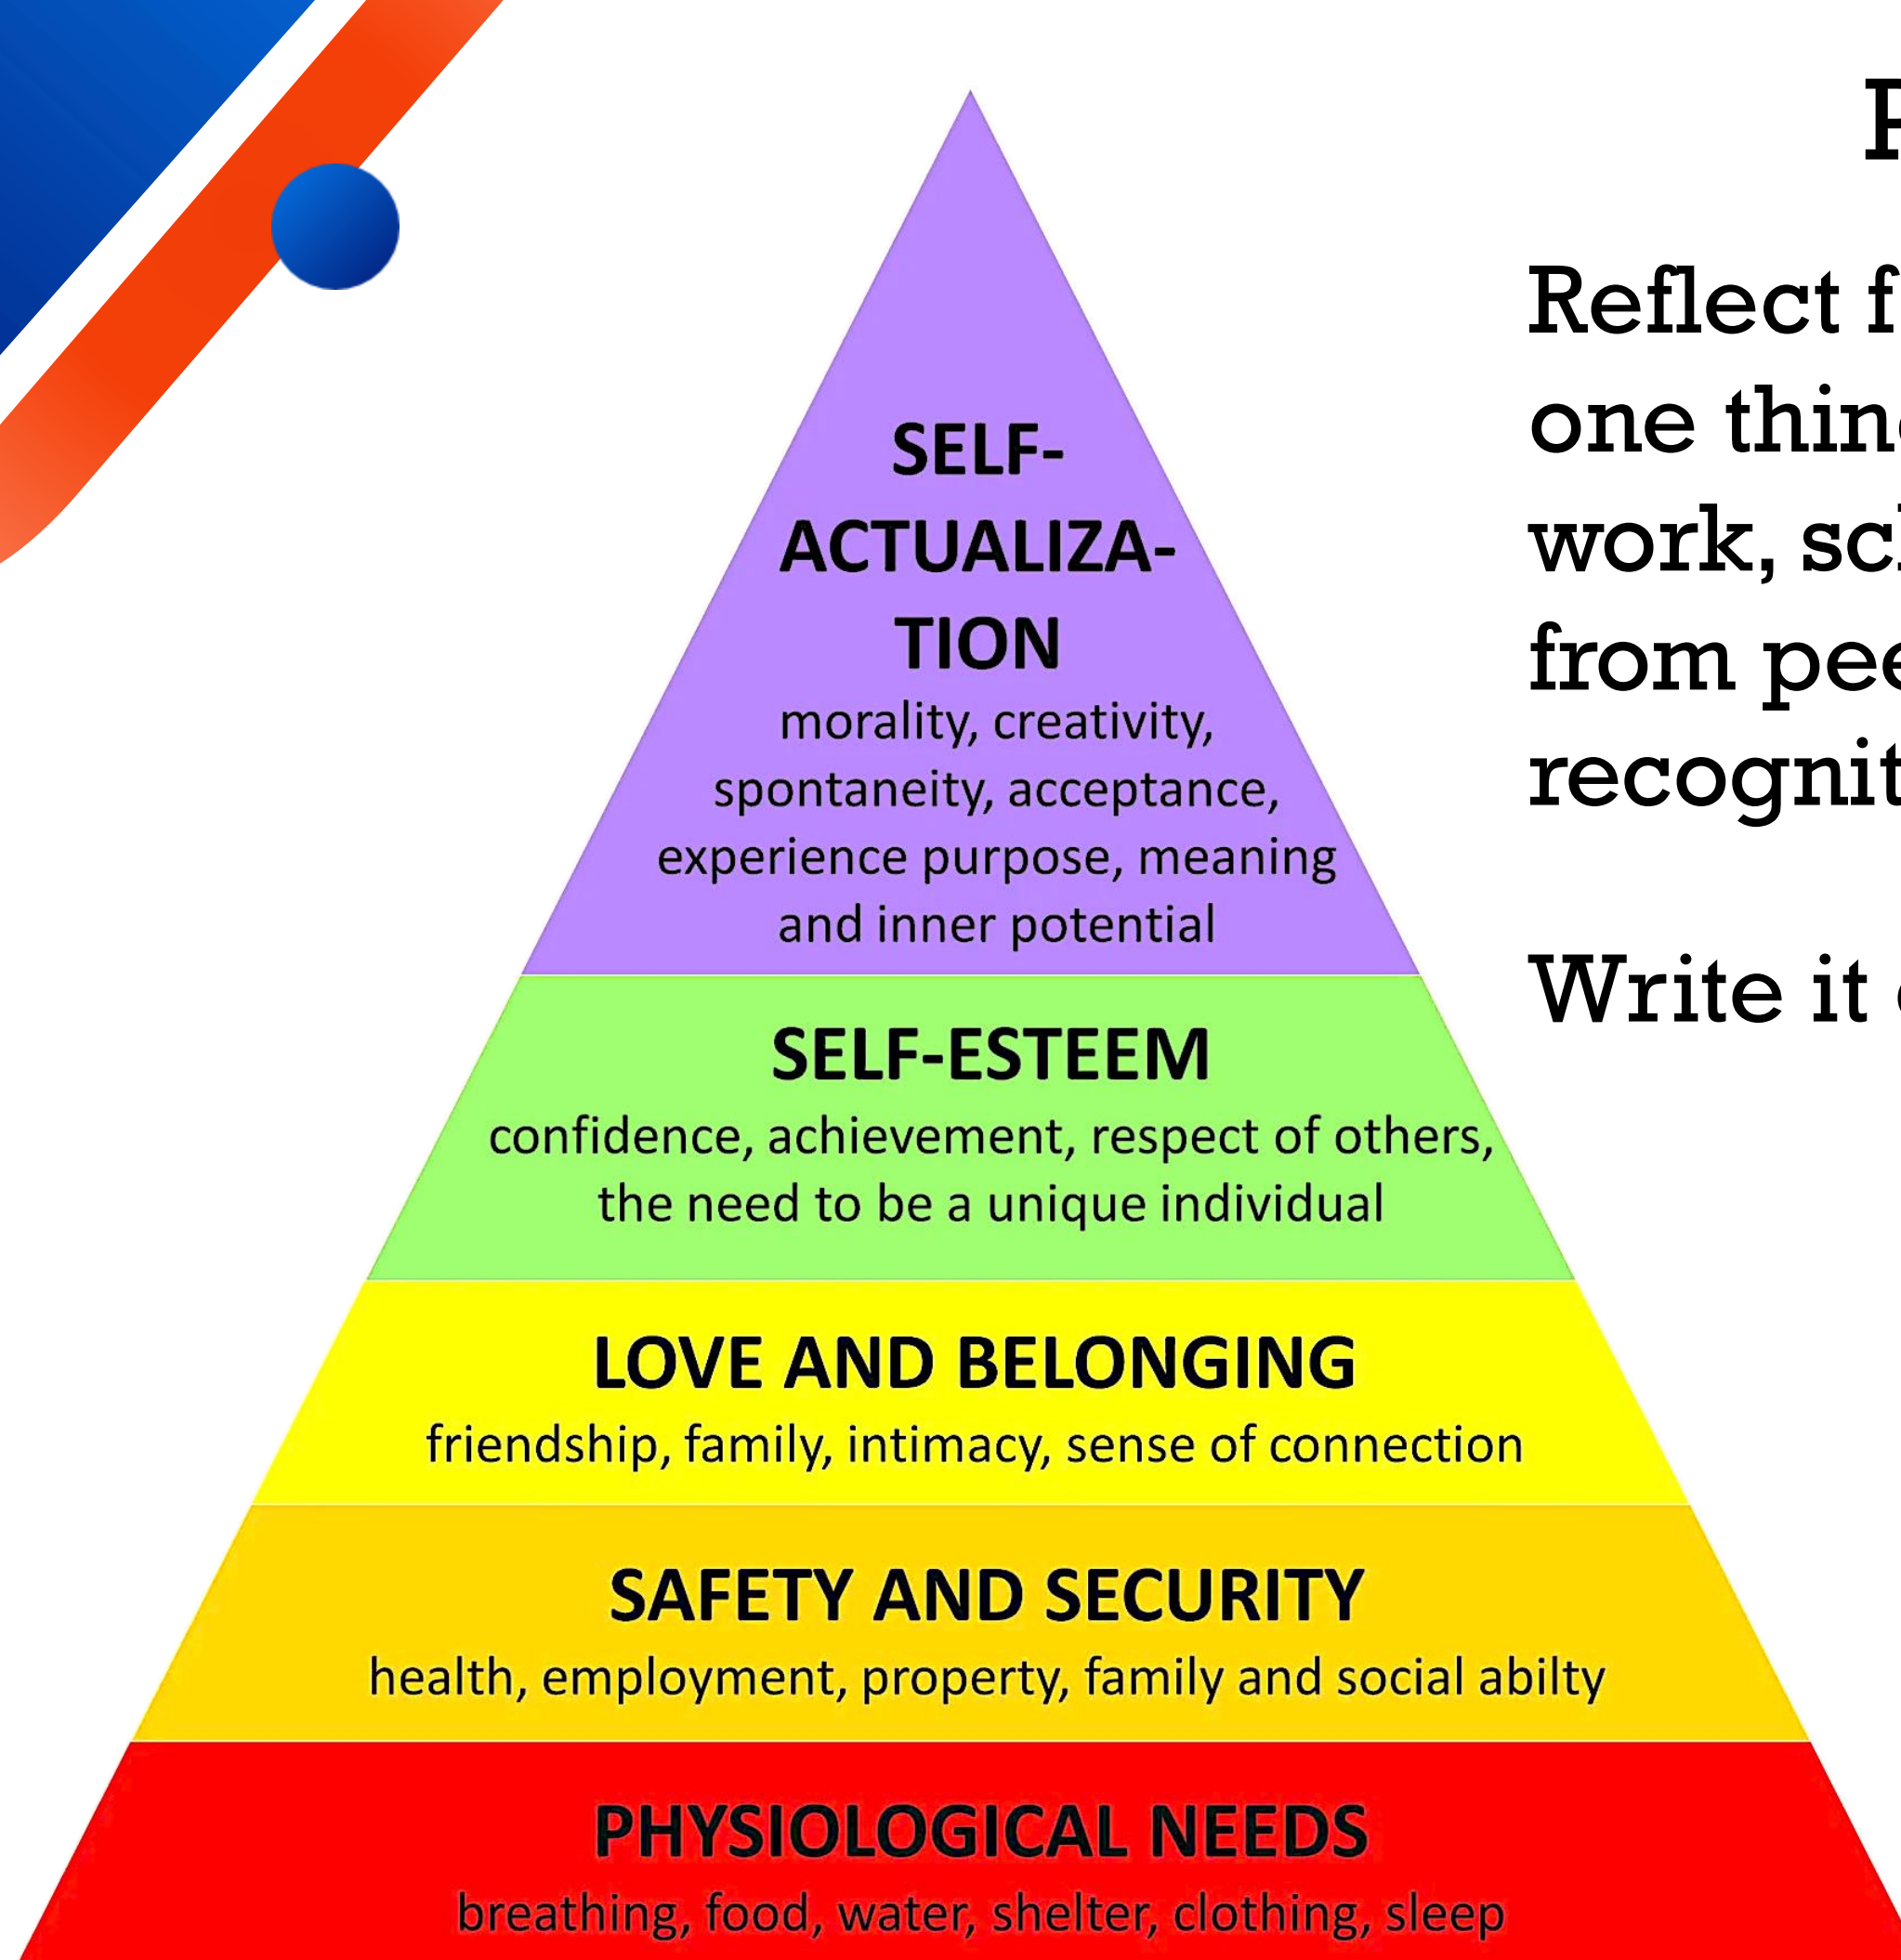 SELF-
ACTUALIZA-
TION
morality, creativity,
spontaneity, acceptance,
experience purpose, meaning
and inner potential
SELF-ESTEEM
confidence, achievement, respect of others,
the need to be a unique individual
LOVE AND BELONGING
friendship, family, intimacy, sense of connection
SAFETY AND SECURITY
health, employment, property, family and social abilty
PHYSIOLOGICAL NEEDS
breathing, food, water, shelter, clothing, sleep
Reflect
one
work,
from
Write it